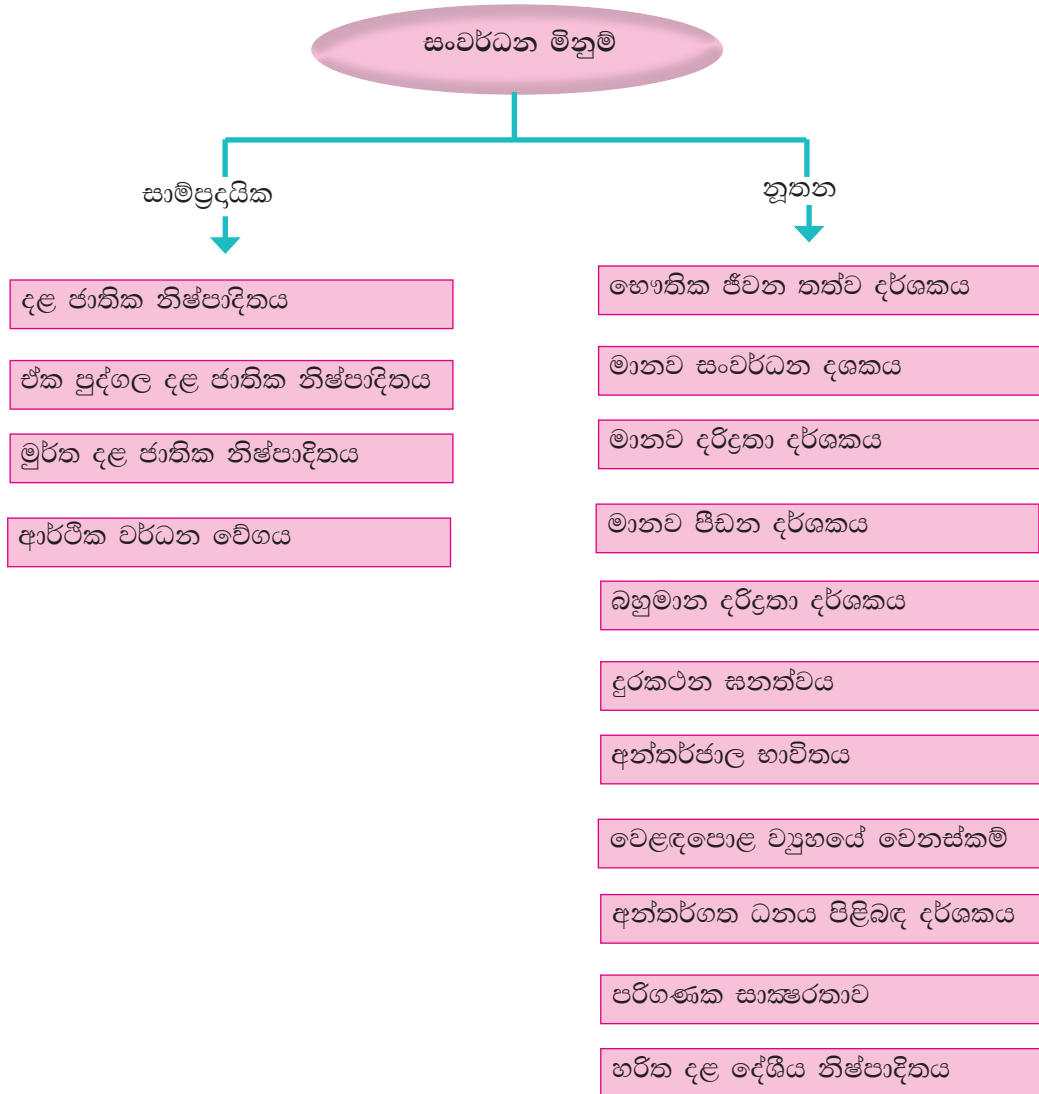 සංවර්ධන මිනුම්
සාම්ප්‍රදායික
දළ ජාතික නිෂ්පාදිතය
ඒක පුද්ගල දළ ජාතික නිෂ්පාදිතය
මුර්ත දළ ජාතික නිෂ්පාදිතය
ආර්ථික වර්ධන වේගය
නූතන
භෞතික ජීවන තත්ව දර්ශකය
මානව සංවර්ධන දශකය
මානව දරිද්‍රතා දර්ශකය
මානව පීඩන දර්ශකය
බහුමාන දරිද්‍රතා දර්ශකය
දුරකථන ඝනත්වය
අන්තර්ජාල භාවිතය
වෙළඳපොළ ව්‍යුහයේ වෙනස්කම්
අන්තර්ගත ධනය පිළිබඳ දර්ශකය
පරිගණක සාක්‍ෂරතාව
හරිත දළ දේශීය නිෂ්පාදිතය